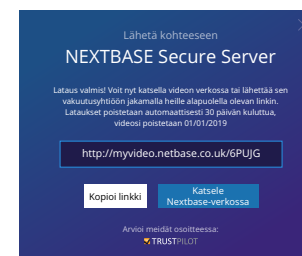 Lähetä kohteeseen
NEXTBASE Secure Server
Lataus valmis! Voit nyt katsella videon verkossa tai lähettää sen
vakuutusyhtiöön jakamalla heille alapuolella olevan linkin.
Lataukset poistetaan automaattisesti 30 päivän kuluttua,
videosi poistetaan 01/01/2019
http://myvideo.netbase.co.uk/6PUJG
Kopioi linkki
Katsele
Nextbase-verkossa
Arvioi meidät osoitteessa:
TRUSTPILOT